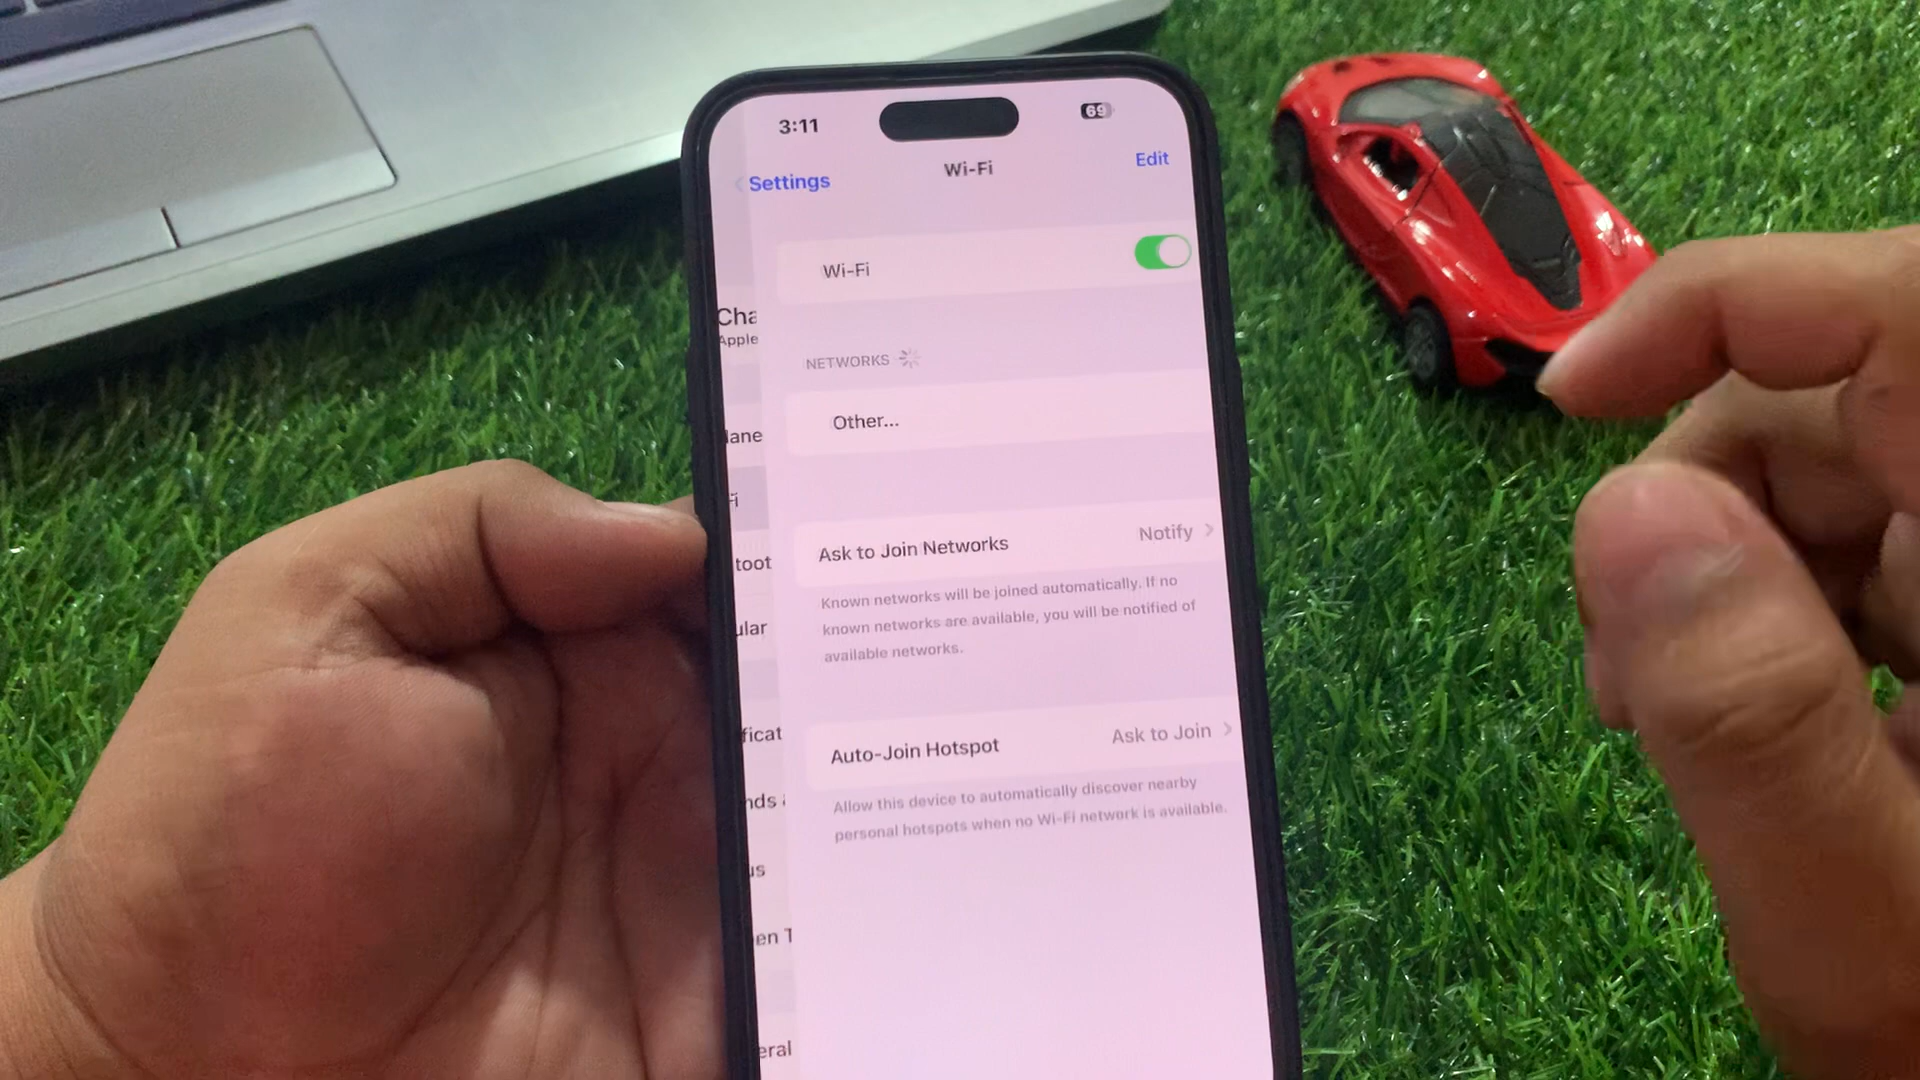 3:11
69
Settings
Wi-Fi
Edit
Wi-Fi
Cha
Apple
NETWORKS
lane
Other...
Fi
Ask to Join Networks
Notify
toot
Known networks will be joined automatically. If no
known networks are available, you will be notified of
available networks.
ular
ficat
Auto-Join Hotspot
Ask to Join
Allow this device to automatically discover nearby
personal hotspots when no Wi-Fi network is available.
nds
us
en T
eral